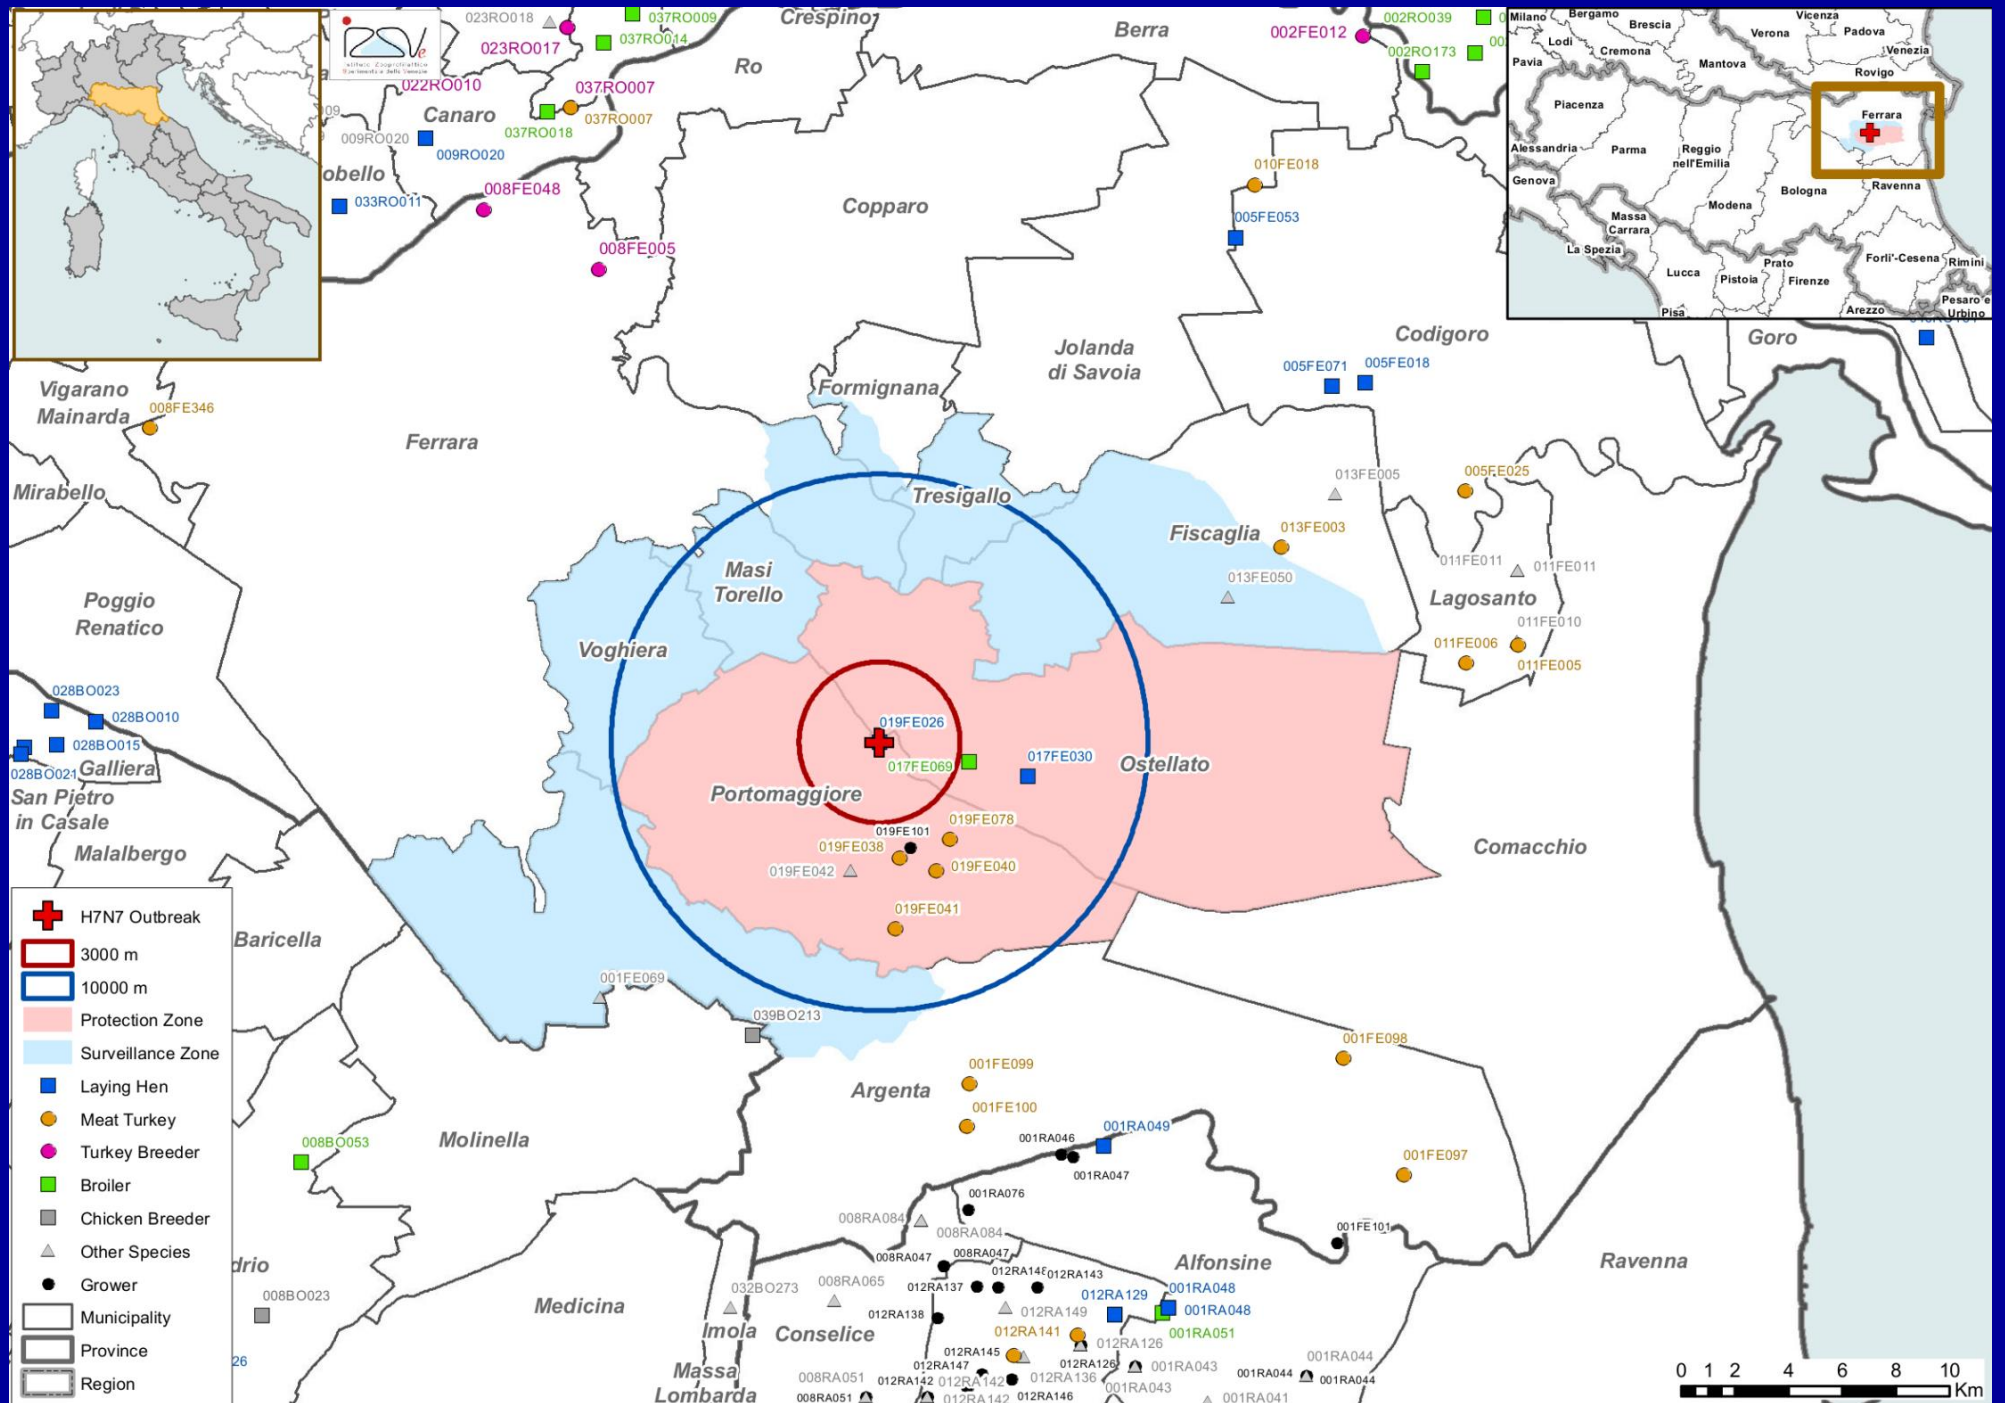 023RO018
037RO009
037RO014
023RO017
Crespino
Berra
002FE012
002RO039
002RO173
Ro
022RO010
037RO007
Canaro
037RO018
037RO007
009RO020
009RO020
obello
033RO011
008FE048
008FE005
Copparo
010FE018
005FE053
Istituto Zooprofilattico
Sperimentale delle Venezie
Milano
Bergamo
Brescia
Vicenza
Verona
Padova
Lodi
Cremona
Venezia
Pavia
Mantova
Rovigo
Piacenza
Ferrara
Alessandria
Parma
Reggio
nell'Emilia
Genova
Bologna
Ravenna
Modena
Massa
Carrara
La Spezia
Prato
Forli'-Cesena
Rimini
Lucca
Pistoia
Firenze
Pisa
Arezzo
Pesaro e
Urbino
Codigoro
Goro
Jolanda
di Savoia
005FE071
005FE018
Formignana
Vigarano
Mainarda
008FE346
Ferrara
Mirabello
Tresigallo
013FE005
005FE025
Fiscaglia
013FE003
Masi
Torello
013FE050
011FE011
011FE011
Lagosanto
Poggio
Renatico
011FE010
Voghiera
011FE006
011FE005
028BO023
028BO010
028BO015
028BO021
Galliera
019FE026
017FE069
017FE030
Ostellato
San Pietro
in Casale
Portomaggiore
Malalbergo
019FE101
019FE078
019FE038
019FE042
019FE040
Comacchio
019FE041
H7N7 Outbreak
3000 m
10000 m
Protection Zone
Surveillance Zone
Laying Hen
Meat Turkey
Turkey Breeder
Broiler
Chicken Breeder
Other Species
Grower
Municipality
Province
Region
Baricella
001FE069
039BO213
001FE098
001FE099
Argenta
001FE100
Molinella
008BO053
001RA046
001RA049
001RA047
001FE097
001RA076
008RA084
008RA084
001FE101
008RA047
008RA047
Alfonsine
Ravenna
drio
012RA143
012RA137
008BO023
032BO273
008RA065
Medicina
012RA129
001RA048
001RA048
012RA149
012RA138
Imola
Conselice
012RA141
001RA051
012RA126
012RA145
012RA126
001RA043
001RA044
26
Massa
Lombarda
012RA147
012RA136
001RA044
008RA051
012RA142
012RA142
001RA043
008RA051
012RA142
012RA146
001RA041
0 1 2 4 6 8 10
Km